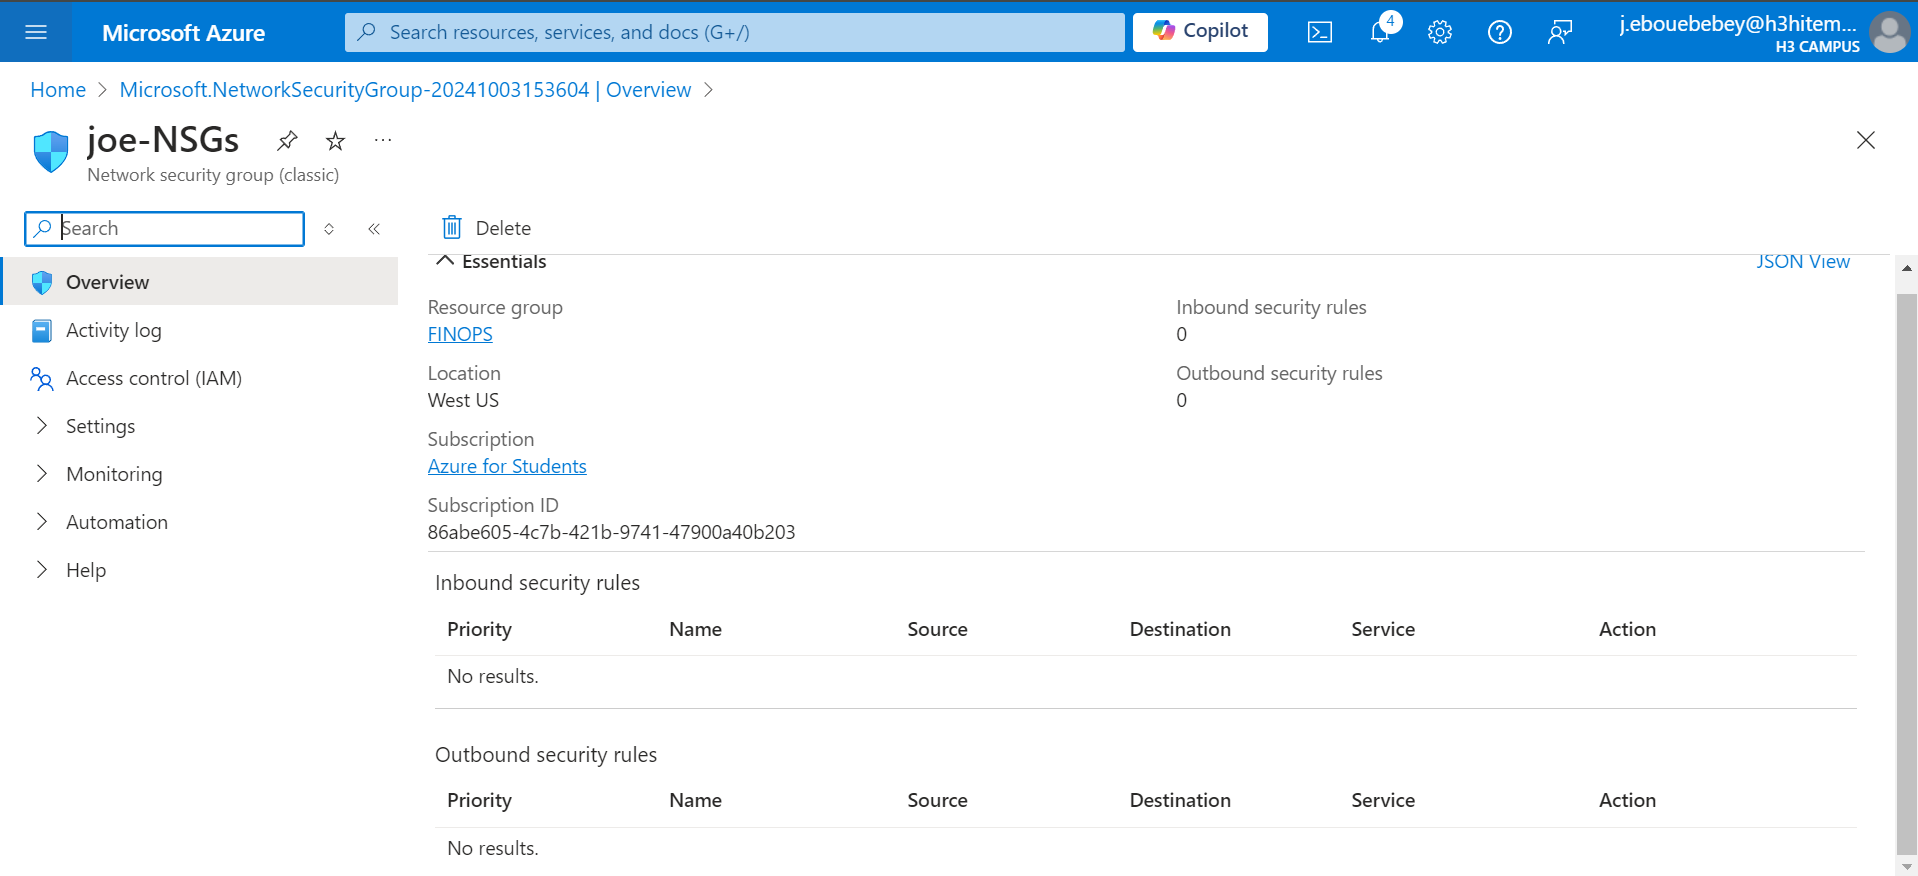 Microsoft Azure
Search resources, services, and docs (G+/)
Copilot
4
j.ebouebebey@h3hitem...
H3 CAMPUS
Home > Microsoft.NetworkSecurityGroup-20241003153604 | Overview >
joe-NSGs
Network security group (classic)
Search
Delete
Overview
Activity log
Access control (IAM)
Settings
Monitoring
Automation
Help
Essentials
JSON View
Resource group
FINOPS
Location
West US
Subscription
Azure for Students
Subscription ID
86abe605-4c7b-421b-9741-47900a40b203
Inbound security rules
0
Outbound security rules
0
Inbound security rules
Priority Name Source Destination Service Action
No results.
Outbound security rules
Priority Name Source Destination Service Action
No results.